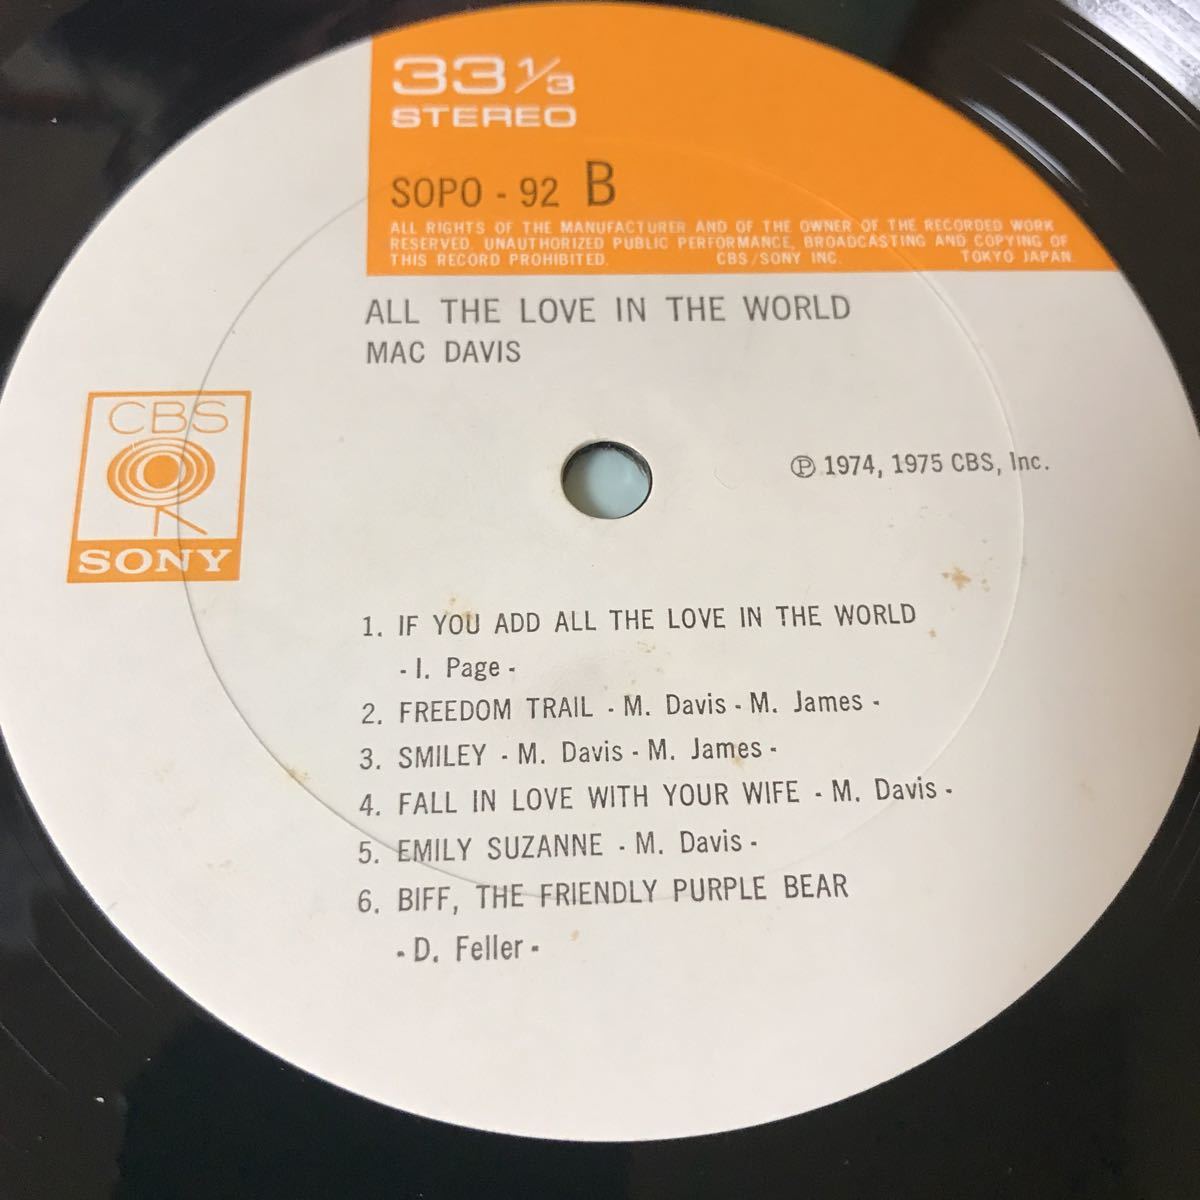 33 1/3
STEREO
SOPO - 92 B
ALL RIGHTS OF THE MANUFACTURER AND OF THE OWNER OF THE RECORDED WORK
RESERVED. UNAUTHORIZED PUBLIC PERFORMANCE, BROADCASTING AND COPYING OF
THIS RECORD PROHIBITED. CBS/SONY INC. TOKYO JAPAN.
ALL THE LOVE IN THE WORLD
MAC DAVIS
CBS
SONY
Ⓟ 1974, 1975 CBS, Inc.
1. IF YOU ADD ALL THE LOVE IN THE WORLD
- I. Page -
2. FREEDOM TRAIL - M. Davis - M. James -
3. SMILEY - M. Davis - M. James -
4. FALL IN LOVE WITH YOUR WIFE - M. Davis -
5. EMILY SUZANNE - M. Davis -
6. BIFF, THE FRIENDLY PURPLE BEAR
- D. Feller -